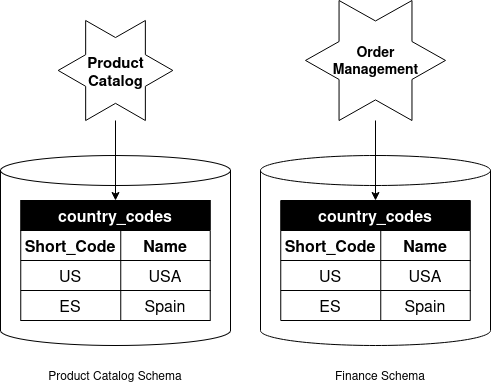 Product
Catalog
Order
Management
country_codes
Short_Code Name
US USA
ES Spain
country_codes
Short_Code Name
US USA
ES Spain
Product Catalog Schema
Finance Schema